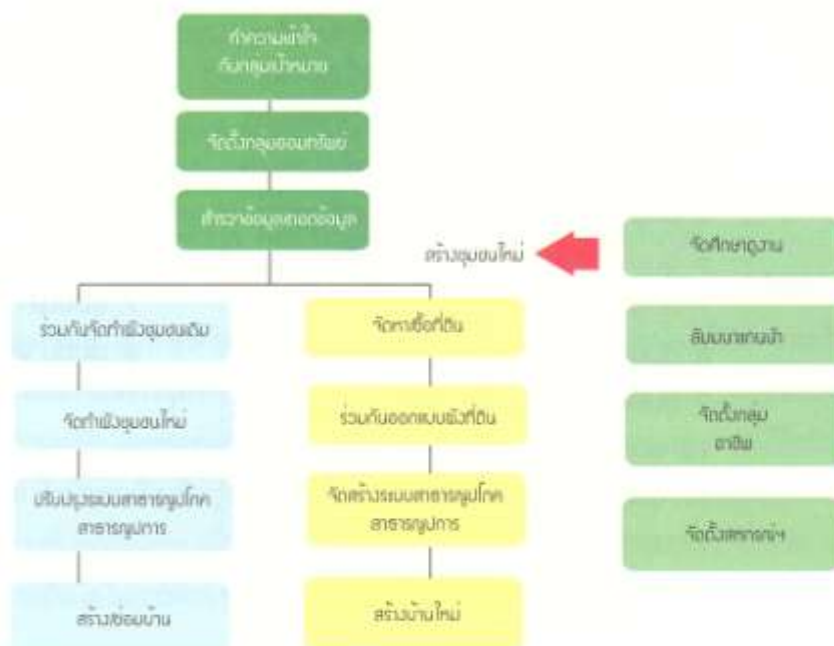 ทำความเข้าใจ
กับกลุ่มเป้าหมาย
จัดตั้งกลุ่มออมทรัพย์
สำรวจข้อมูลถอดข้อมูล
สร้างชุมชนใหม่
ร่วมกันจัดทำผังชุมชนเดิม
จัดทำผังชุมชนใหม่
ปรับปรุงระบบสาธารณูปโภค
สาธารณูปการ
สร้าง/ซ่อมบ้าน
จัดหาซื้อที่ดิน
ร่วมกันออกแบบผังที่ดิน
จัดสร้างระบบสาธารณูปโภค
สาธารณูปการ
สร้างบ้านใหม่
จัดศึกษาดูงาน
สัมมนาแกนนำ
จัดตั้งกลุ่ม
อาชีพ
จัดตั้งสหกรณ์ฯ